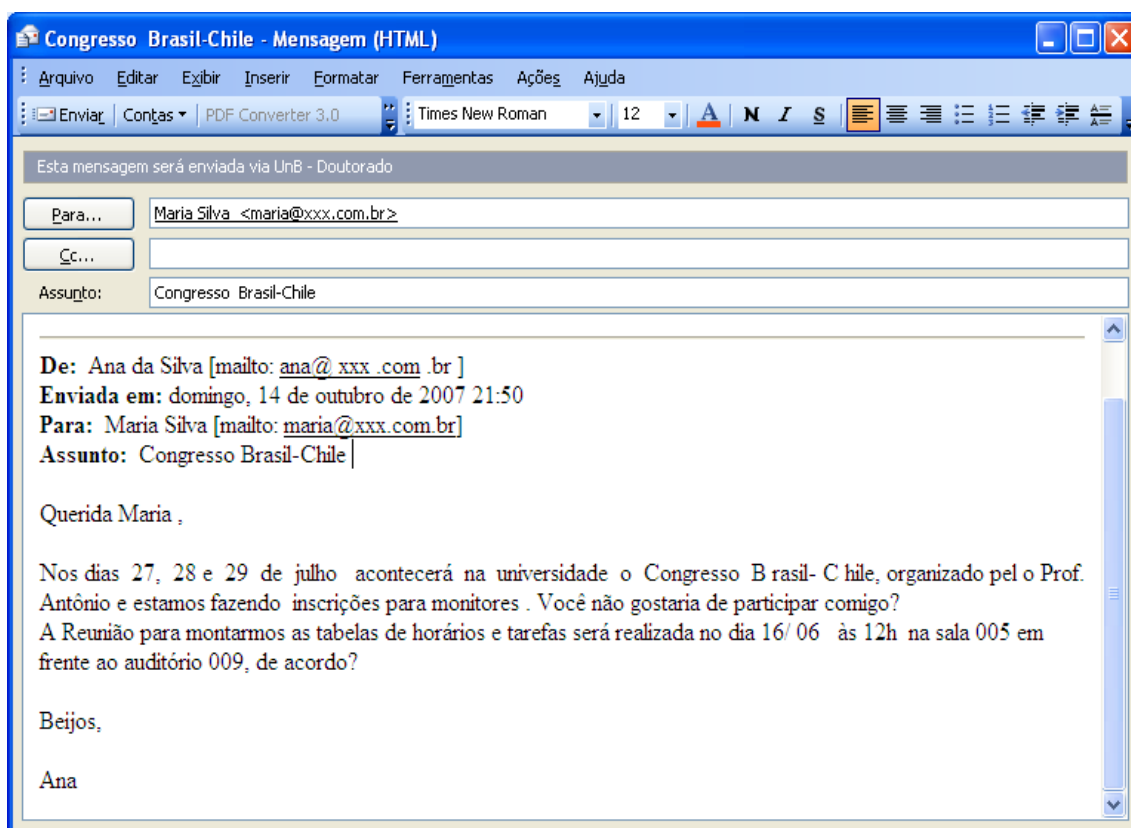 Congresso Brasil-Chile - Mensagem (HTML)
Arquivo Editar Exibir Inserir Formatar Ferramentas Ações Ajuda
Enviar Contas PDF Converter 3.0 Times New Roman 12 A N I S
Esta mensagem será enviada via UnB - Doutorado
Para... Maria Silva <maria@xxx.com.br>
Cc...
Assunto: Congresso Brasil-Chile
De: Ana da Silva [mailto: ana@ xxx .com .br ]
Enviada em: domingo, 14 de outubro de 2007 21:50
Para: Maria Silva [mailto: maria@xxx.com.br]
Assunto: Congresso Brasil-Chile
Querida Maria ,
Nos dias 27, 28 e 29 de julho acontecerá na universidade o Congresso B rasil- C hile, organizado pel o Prof.
Antônio e estamos fazendo inscrições para monitores . Você não gostaria de participar comigo?
A Reunião para montarmos as tabelas de horários e tarefas será realizada no dia 16/ 06 às 12h na sala 005 em
frente ao auditório 009, de acordo?
Beijos,
Ana